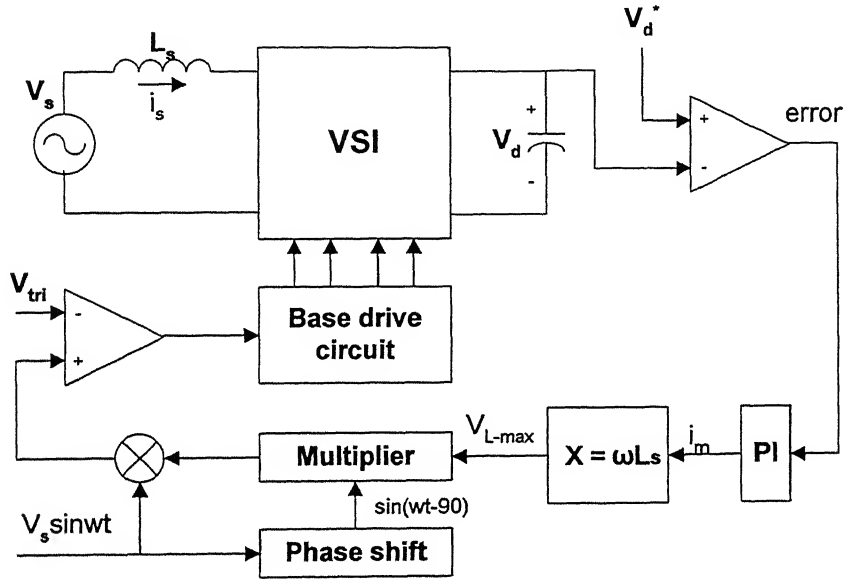 V_d*
L_s
V_s
i_s
VSI
+
V_d
-
+
-
error
V_tri
-
+
Base drive
circuit
V_L-max
X = ωLs
i_m
PI
Multiplier
sin(wt-90)
V_s sinwt
Phase shift